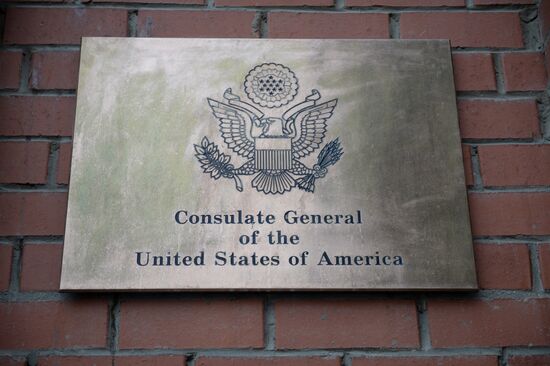 Consulate General
of the
United States of America